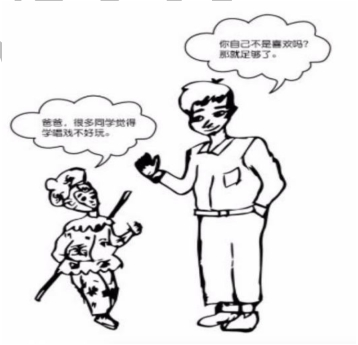 你自己不是喜欢吗？
那就足够了。
爸爸，很多同学觉得
学唱戏不好玩。